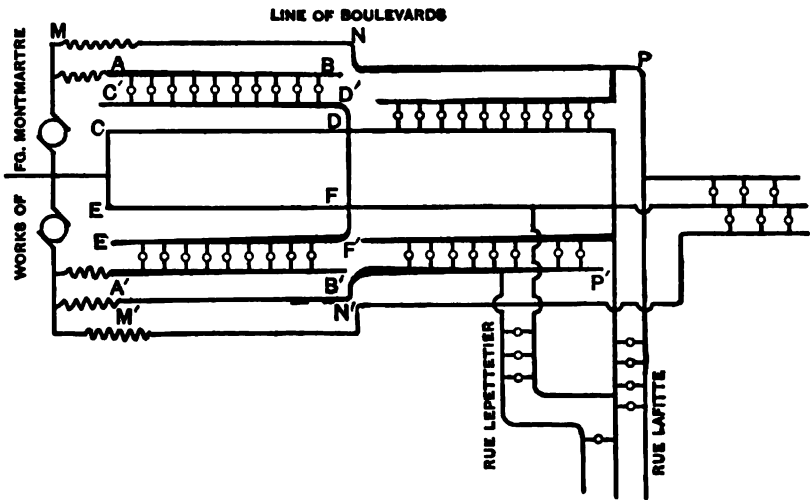 LINE OF BOULEVARDS
M
N
P
A
B
C'
D'
C
D
WORKS OF FG. MONTMARTRE
E
F
E
F'
A'
B'
P'
M'
N'
RUE LEPETTETIER
RUE LAFITTE